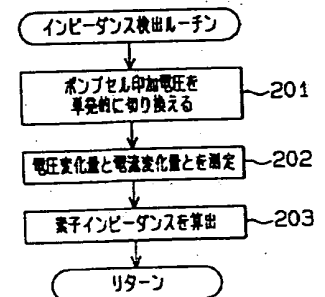 インピーダンス検出ルーチン
ポンプセル印加電圧を
単発的に切り換える
201
電圧変化量と電流変化量とを測定
202
素子インピーダンスを算出
203
リターン